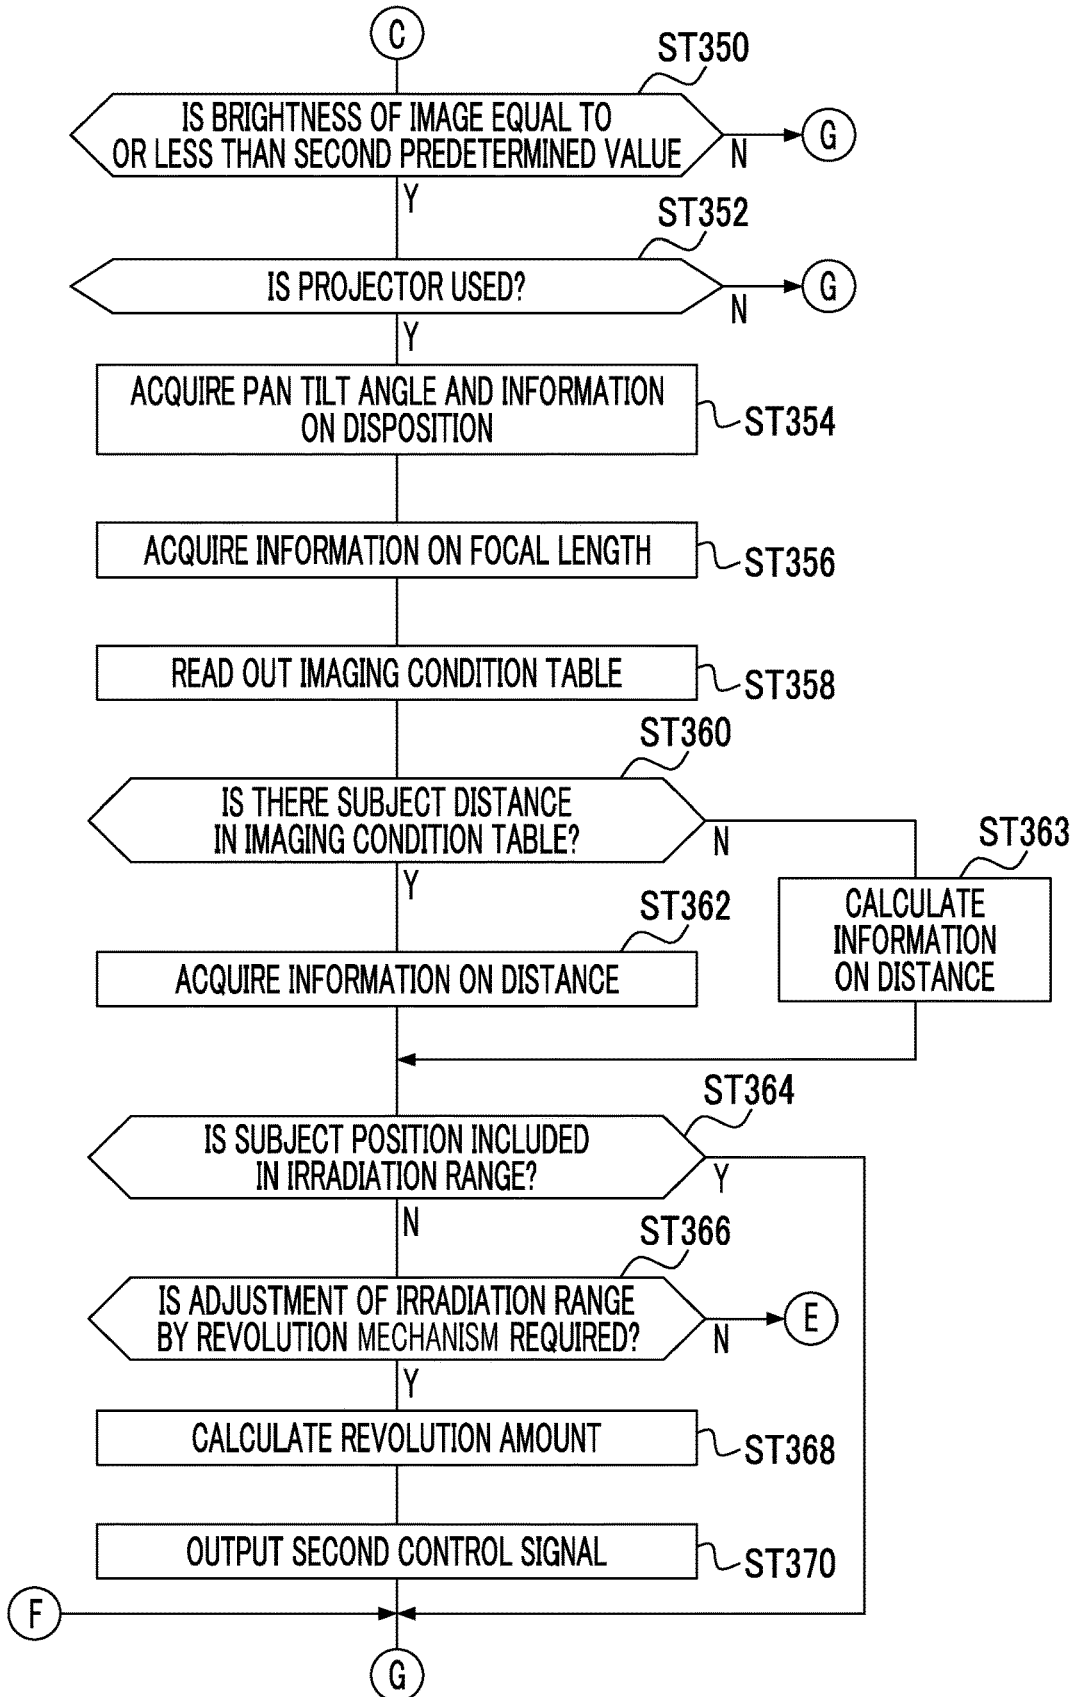 C
ST350
IS BRIGHTNESS OF IMAGE EQUAL TO
OR LESS THAN SECOND PREDETERMINED VALUE
N
G
Y
ST352
IS PROJECTOR USED?
N
G
Y
ACQUIRE PAN TILT ANGLE AND INFORMATION
ON DISPOSITION
ST354
ACQUIRE INFORMATION ON FOCAL LENGTH
ST356
READ OUT IMAGING CONDITION TABLE
ST358
ST360
IS THERE SUBJECT DISTANCE
IN IMAGING CONDITION TABLE?
N
Y
ST363
CALCULATE
INFORMATION
ON DISTANCE
ST362
ACQUIRE INFORMATION ON DISTANCE
ST364
IS SUBJECT POSITION INCLUDED
IN IRRADIATION RANGE?
Y
N
ST366
IS ADJUSTMENT OF IRRADIATION RANGE
BY REVOLUTION MECHANISM REQUIRED?
N
E
Y
CALCULATE REVOLUTION AMOUNT
ST368
OUTPUT SECOND CONTROL SIGNAL
ST370
F
G